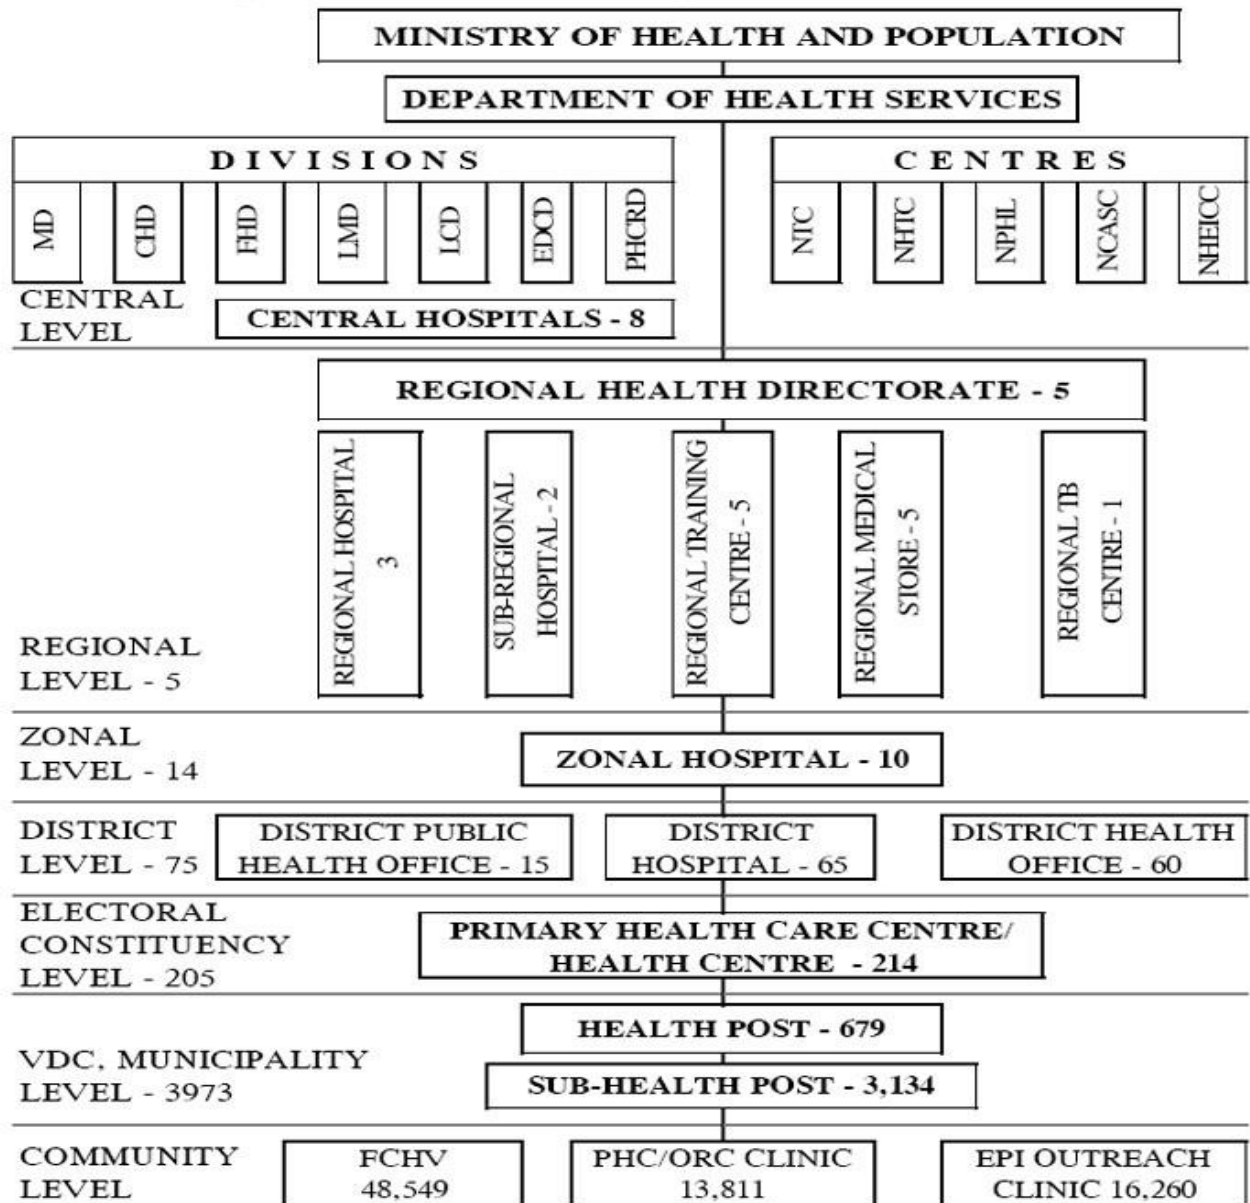 MINISTRY OF HEALTH AND POPULATION
DEPARTMENT OF HEALTH SERVICES
DIVISIONS
CENTRES
MD
CHD
FHD
LMD
LCD
EDCD
PHCRD
NTC
NHTC
NPHL
NCASC
NHEICC
CENTRAL
LEVEL
CENTRAL HOSPITALS - 8
REGIONAL HEALTH DIRECTORATE - 5
REGIONAL HOSPITAL
3
SUB-REGIONAL
HOSPITAL - 2
REGIONAL TRAINING
CENTRE - 5
REGIONAL MEDICAL
STORE - 5
REGIONAL TB
CENTRE - 1
REGIONAL
LEVEL - 5
ZONAL
LEVEL - 14
ZONAL HOSPITAL - 10
DISTRICT
LEVEL - 75
DISTRICT PUBLIC
HEALTH OFFICE - 15
DISTRICT
HOSPITAL - 65
DISTRICT HEALTH
OFFICE - 60
ELECTORAL
CONSTITUENCY
LEVEL - 205
PRIMARY HEALTH CARE CENTRE/
HEALTH CENTRE - 214
HEALTH POST - 679
VDC, MUNICIPALITY
LEVEL - 3973
SUB-HEALTH POST - 3,134
COMMUNITY
LEVEL
FCHV
48,549
PHC/ORC CLINIC
13,811
EPI OUTREACH
CLINIC 16,260